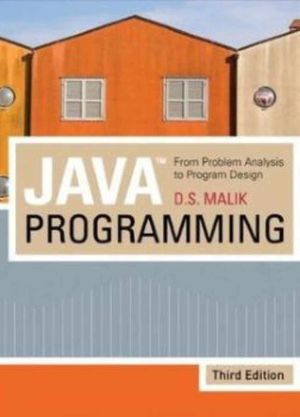 From Problem Analysis
to Program Design
JAVA™
D.S. MALIK
PROGRAMMING
Third Edition